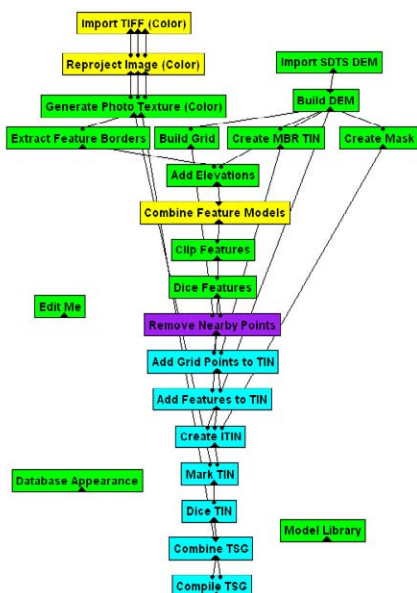 Import TIFF (Color)
Reproject Image (Color)
Import SDTS DEM
Build DEM
Generate Photo Texture (Color)
Extract Feature Borders
Build Grid
Create MBR TIN
Create Mask
Add Elevations
Combine Feature Models
Clip Features
Dice Features
Edit Me
Remove Nearby Points
Add Grid Points to TIN
Add Features to TIN
Create ITIN
Mark TIN
Database Appearance
Dice TIN
Model Library
Combine TSG
Compile TSG